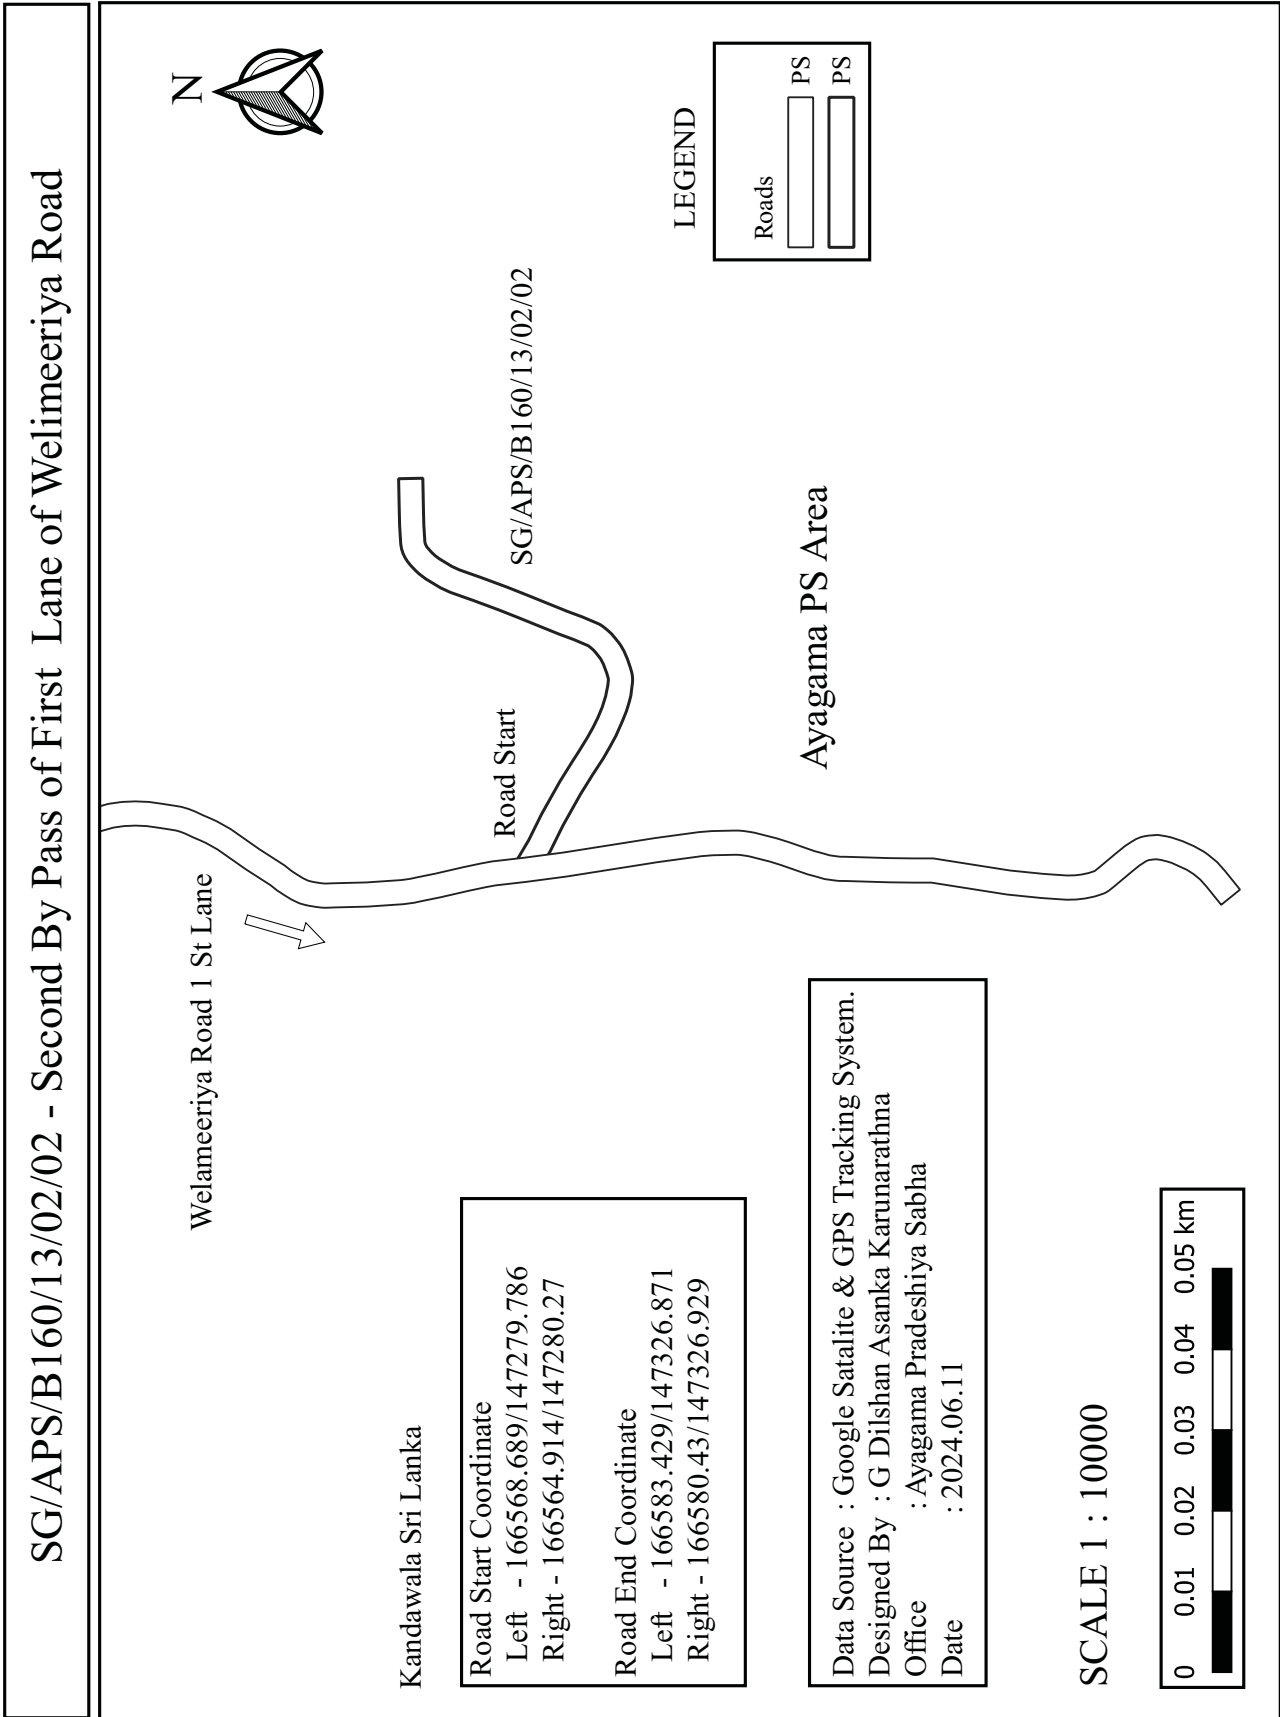 SG/APS/B160/13/02/02 - Second By Pass of First Lane of Welimeeriya Road
N
Welameeriya Road 1 St Lane
Kandawala Sri Lanka
Road Start Coordinate
Left - 166568.689/147279.786
Right - 166564.914/147280.27
Road End Coordinate
Left - 166583.429/147326.871
Right - 166580.43/147326.929
Road Start
SG/APS/B160/13/02/02
LEGEND
Roads
PS
PS
Ayagama PS Area
Data Source : Google Satalite & GPS Tracking System.
Designed By : G Dilshan Asanka Karunarathna
Office : Ayagama Pradeshiya Sabha
Date : 2024.06.11
SCALE 1 : 10000
0 0.01 0.02 0.03 0.04 0.05 km